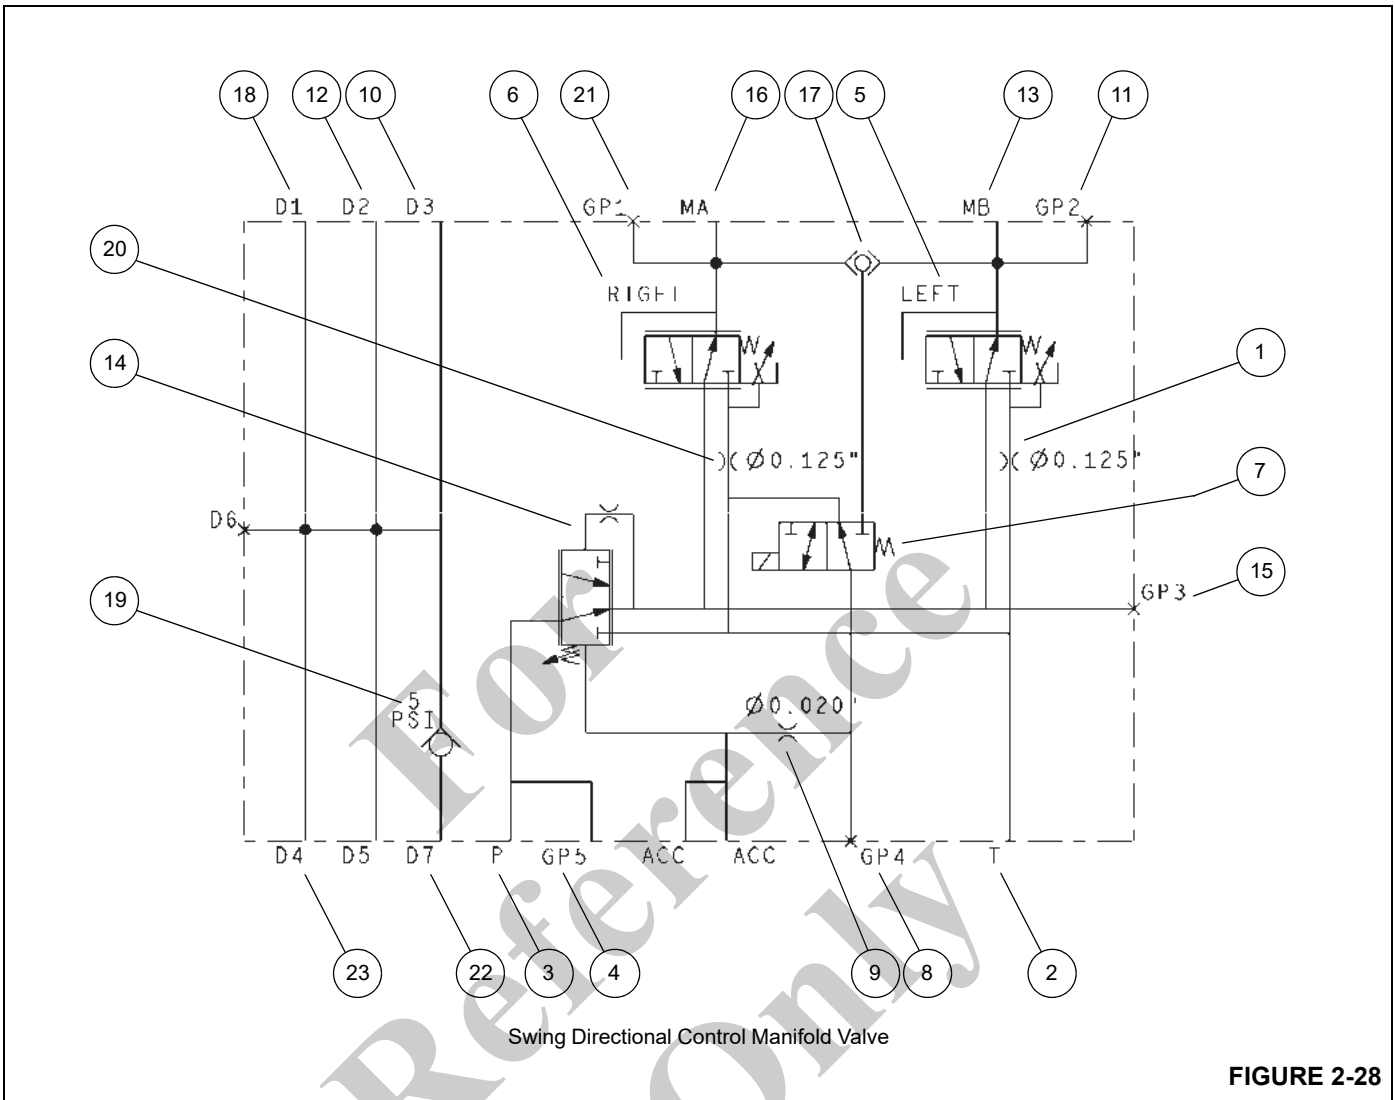 18 12 10 6 21 16 17 5 13 11
D1 D2 D3 GP1 MA MB GP2
20
RIGHT LEFT
14 1
)(Ø0.125" )(Ø0.125"
7
D6
15
GP3
19
5
PSI
Ø0.020"
D4 D5 D7 P GP5 ACC ACC GP4 T
23 22 3 4 9 8 2
Swing Directional Control Manifold Valve
FIGURE 2-28
For
Reference
Only